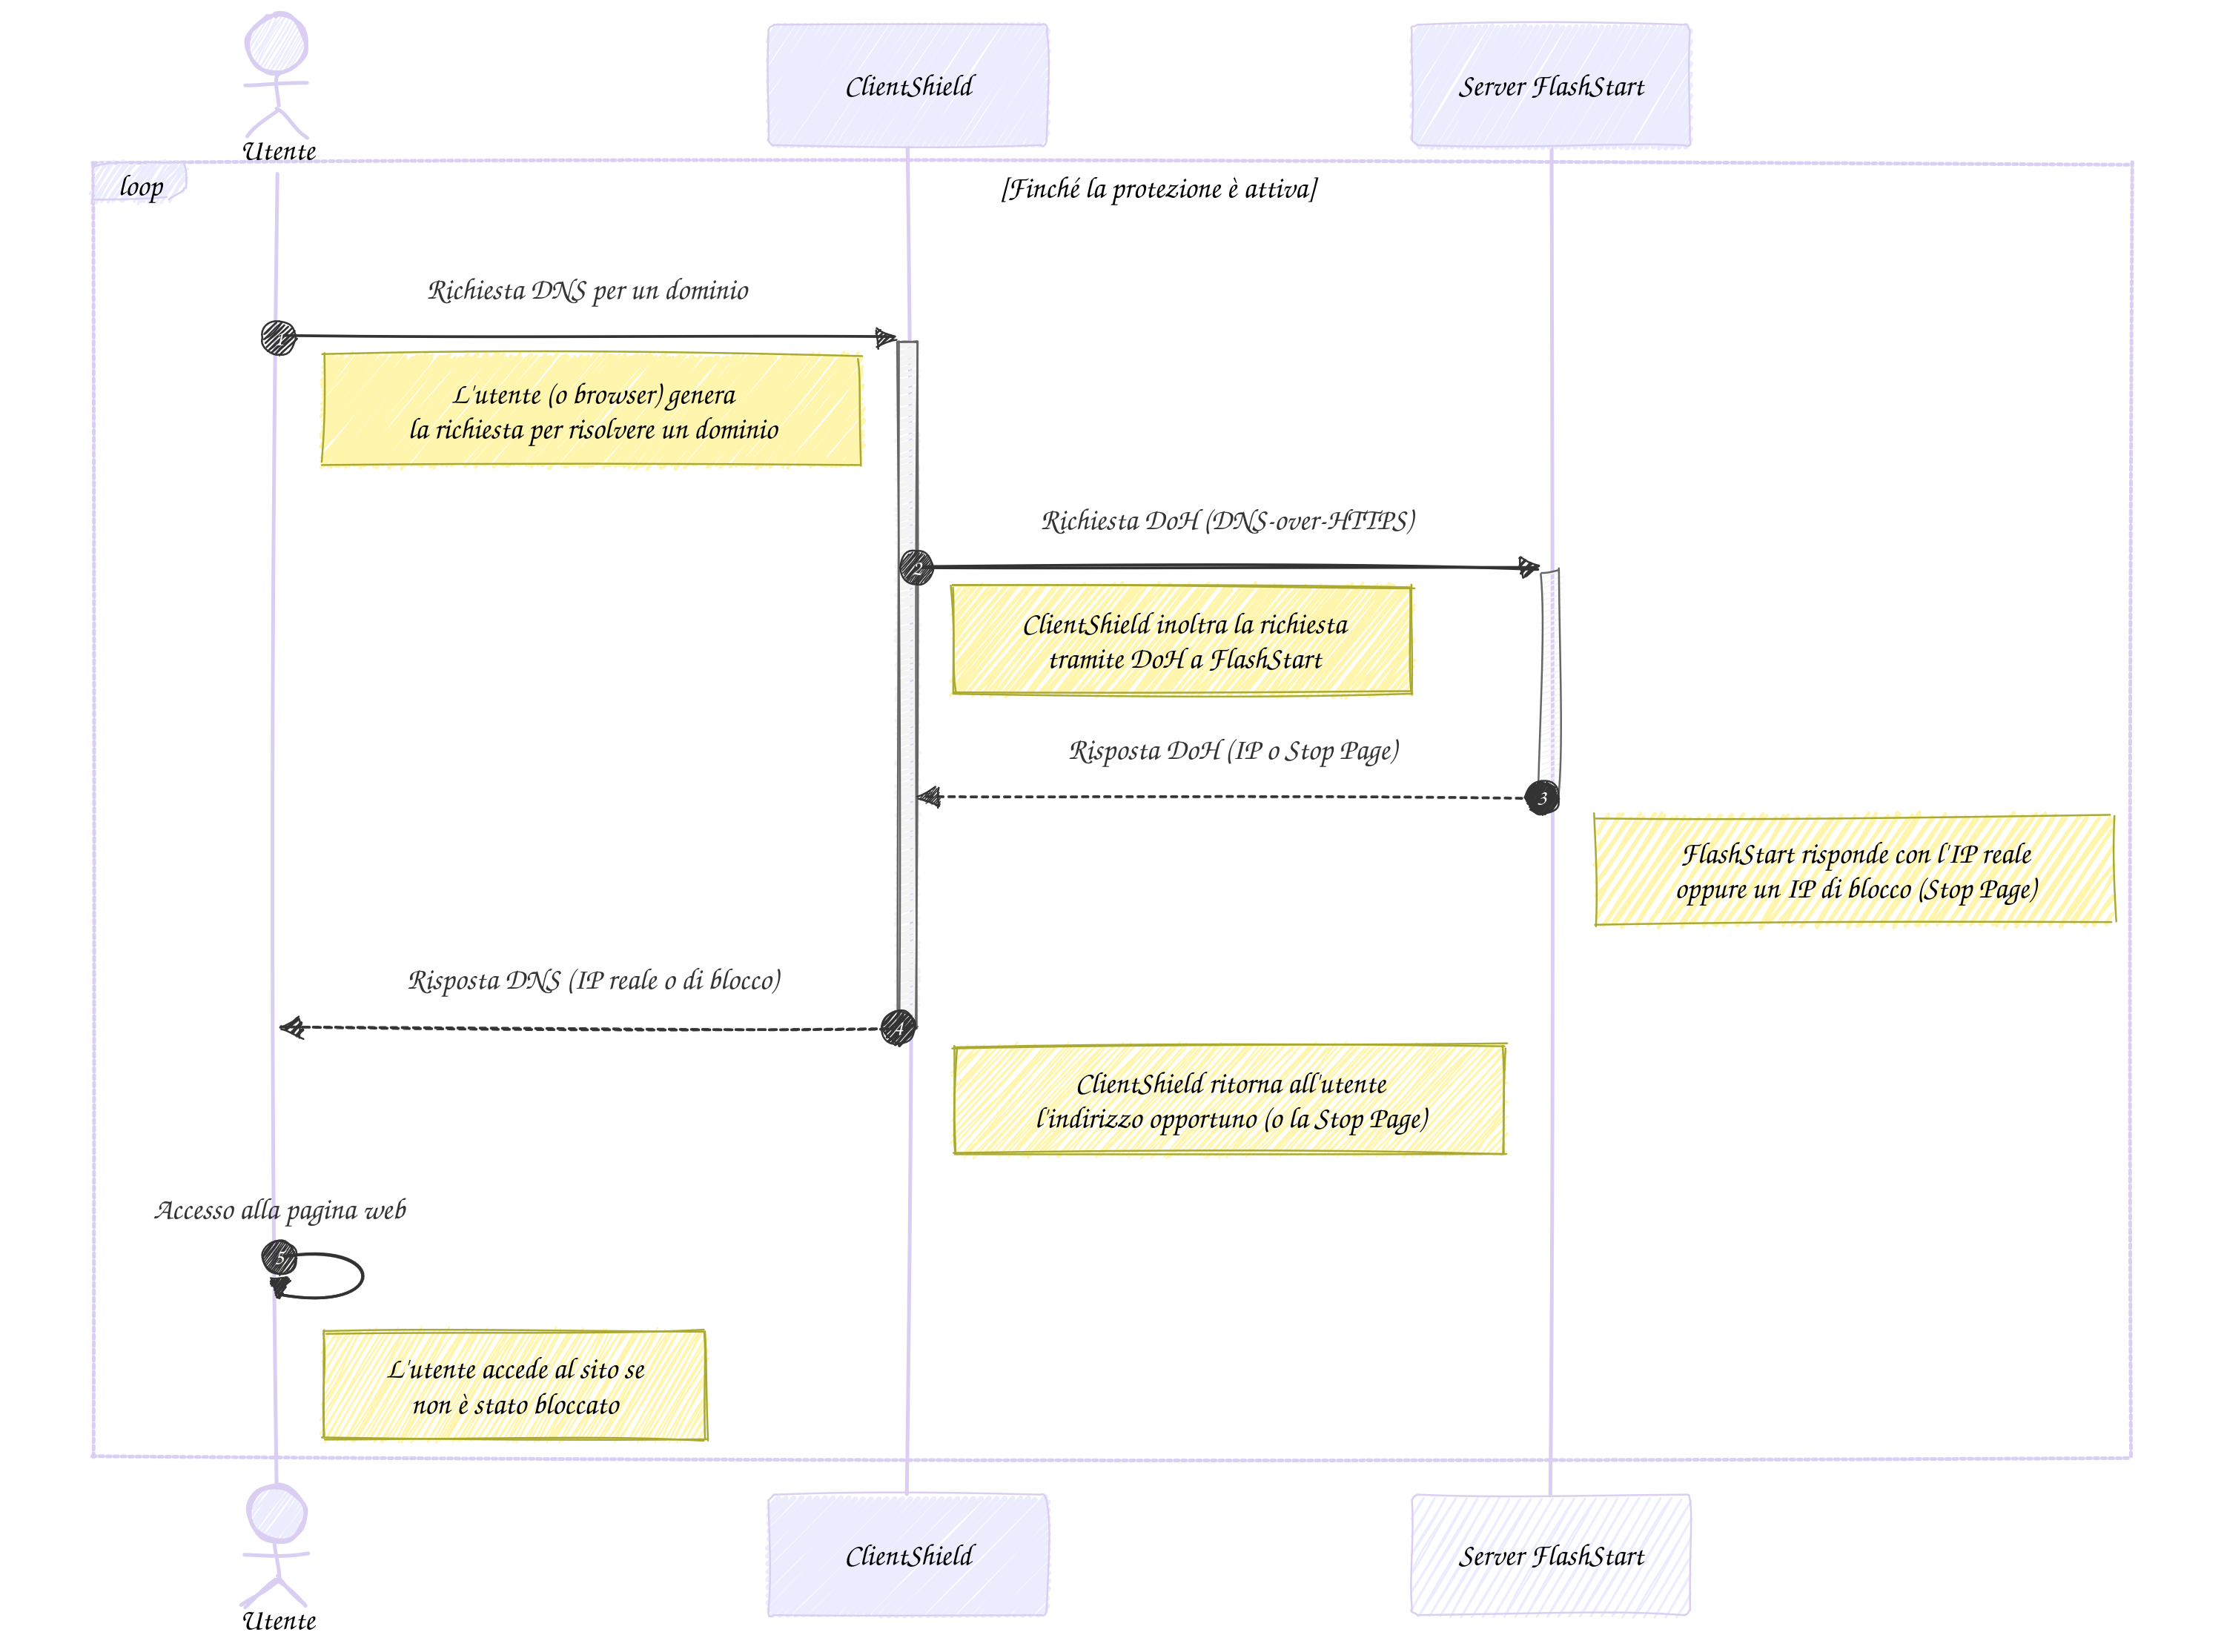 Utente
ClientShield
Server FlashStart
loop
[Finché la protezione è attiva]
Richiesta DNS per un dominio
1
L'utente (o browser) genera
la richiesta per risolvere un dominio
Richiesta DoH (DNS-over-HTTPS)
2
ClientShield inoltra la richiesta
tramite DoH a FlashStart
Risposta DoH (IP o Stop Page)
3
FlashStart risponde con l'IP reale
oppure un IP di blocco (Stop Page)
Risposta DNS (IP reale o di blocco)
4
ClientShield ritorna all'utente
l'indirizzo opportuno (o la Stop Page)
Accesso alla pagina web
5
L'utente accede al sito se
non è stato bloccato
Utente
ClientShield
Server FlashStart